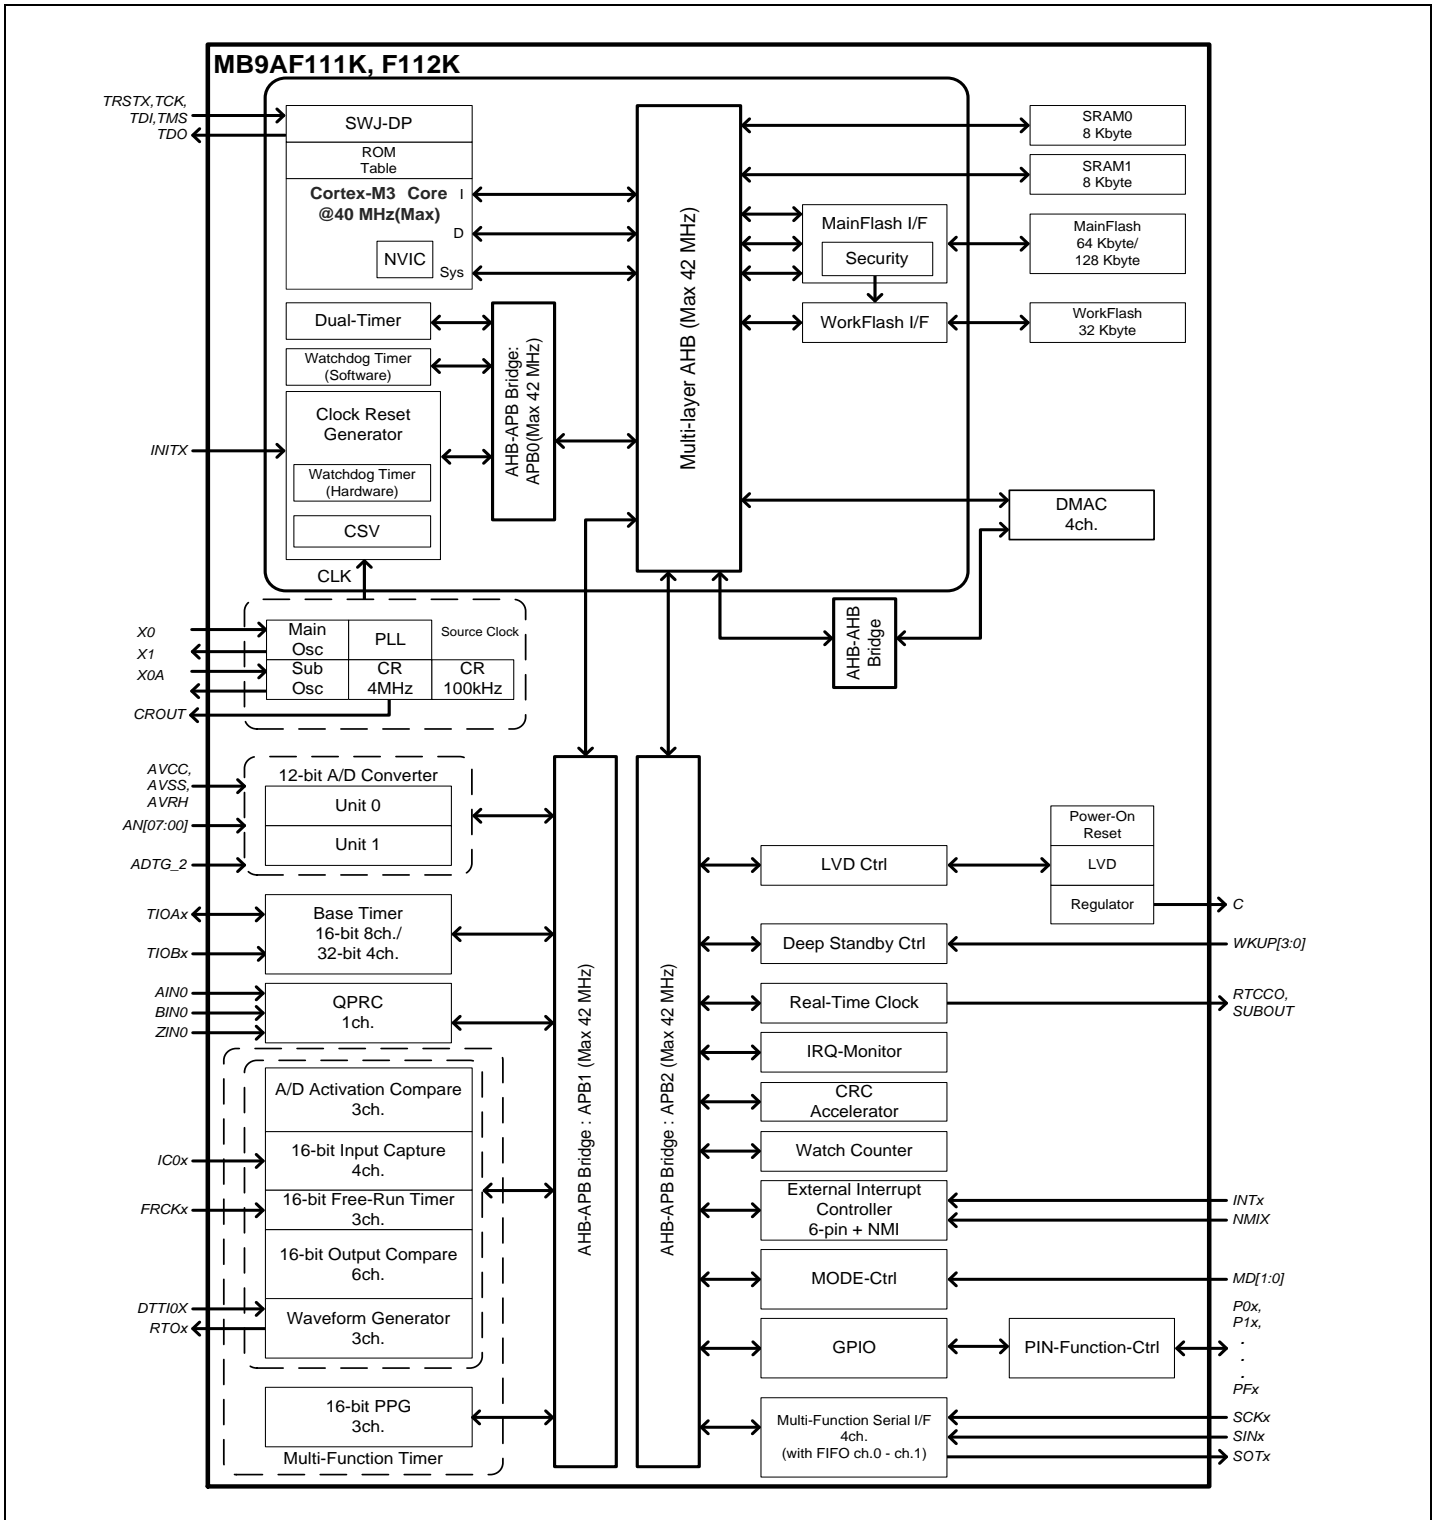 MB9AF111K, F112K
TRSTX,TCK,
TDI,TMS
TDO
SWJ-DP
ROM
Table
Cortex-M3 Core
@40 MHz(Max)
I
D
Sys
NVIC
Dual-Timer
Watchdog Timer
(Software)
Clock Reset
Generator
Watchdog Timer
(Hardware)
CSV
INITX
CLK
AHB-APB Bridge:
APB0(Max 42 MHz)
Multi-layer AHB (Max 42 MHz)
MainFlash I/F
Security
WorkFlash I/F
SRAM0
8 Kbyte
SRAM1
8 Kbyte
MainFlash
64 Kbyte/
128 Kbyte
WorkFlash
32 Kbyte
DMAC
4ch.
AHB-AHB
Bridge
X0
X1
X0A
CROUT
Main
Osc
PLL
Source Clock
Sub
Osc
CR
4MHz
CR
100kHz
AVCC,
AVSS,
AVRH
AN[07:00]
ADTG_2
12-bit A/D Converter
Unit 0
Unit 1
TIOAx
TIOBx
Base Timer
16-bit 8ch./
32-bit 4ch.
AIN0
BIN0
ZIN0
QPRC
1ch.
A/D Activation Compare
3ch.
IC0x
16-bit Input Capture
4ch.
FRCKx
16-bit Free-Run Timer
3ch.
16-bit Output Compare
6ch.
DTTI0X
RTOx
Waveform Generator
3ch.
16-bit PPG
3ch.
Multi-Function Timer
AHB-APB Bridge : APB1 (Max 42 MHz)
AHB-APB Bridge : APB2 (Max 42 MHz)
LVD Ctrl
Power-On
Reset
LVD
Regulator
C
Deep Standby Ctrl
WKUP[3:0]
Real-Time Clock
RTCCO,
SUBOUT
IRQ-Monitor
CRC
Accelerator
Watch Counter
External Interrupt
Controller
6-pin + NMI
INTx
NMIX
MODE-Ctrl
MD[1:0]
GPIO
PIN-Function-Ctrl
P0x,
P1x,
.
.
.
PFx
Multi-Function Serial I/F
4ch.
(with FIFO ch.0 - ch.1)
SCKx
SINx
SOTx